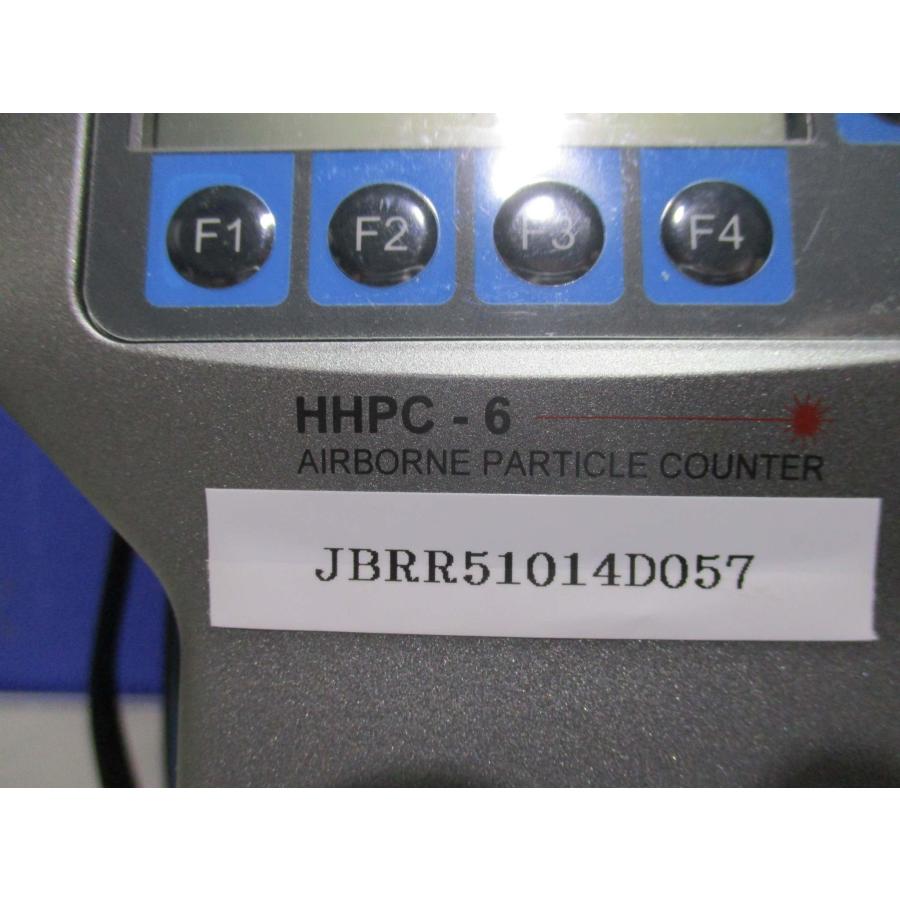 F1 F2 F3 F4
HHPC - 6
AIRBORNE PARTICLE COUNTER
JBRR51014D057